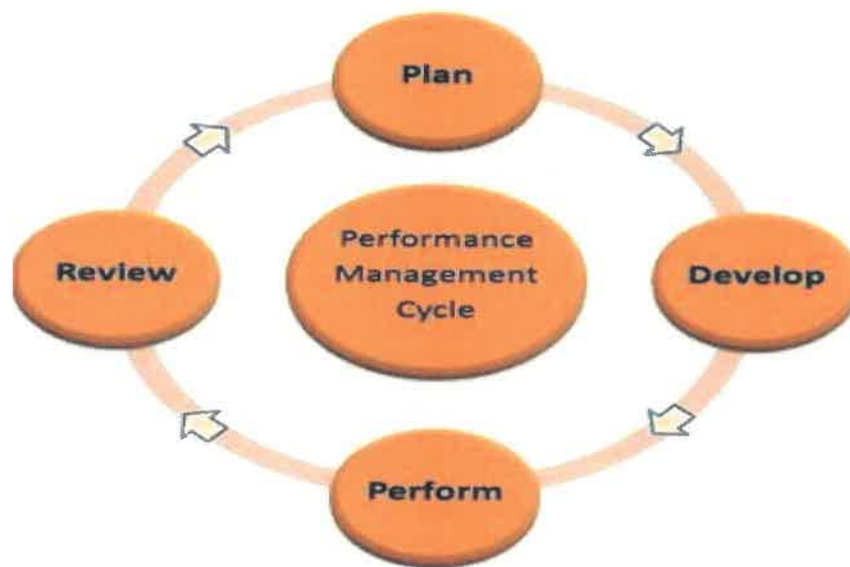 Plan
Develop
Perform
Review
Performance
Management
Cycle